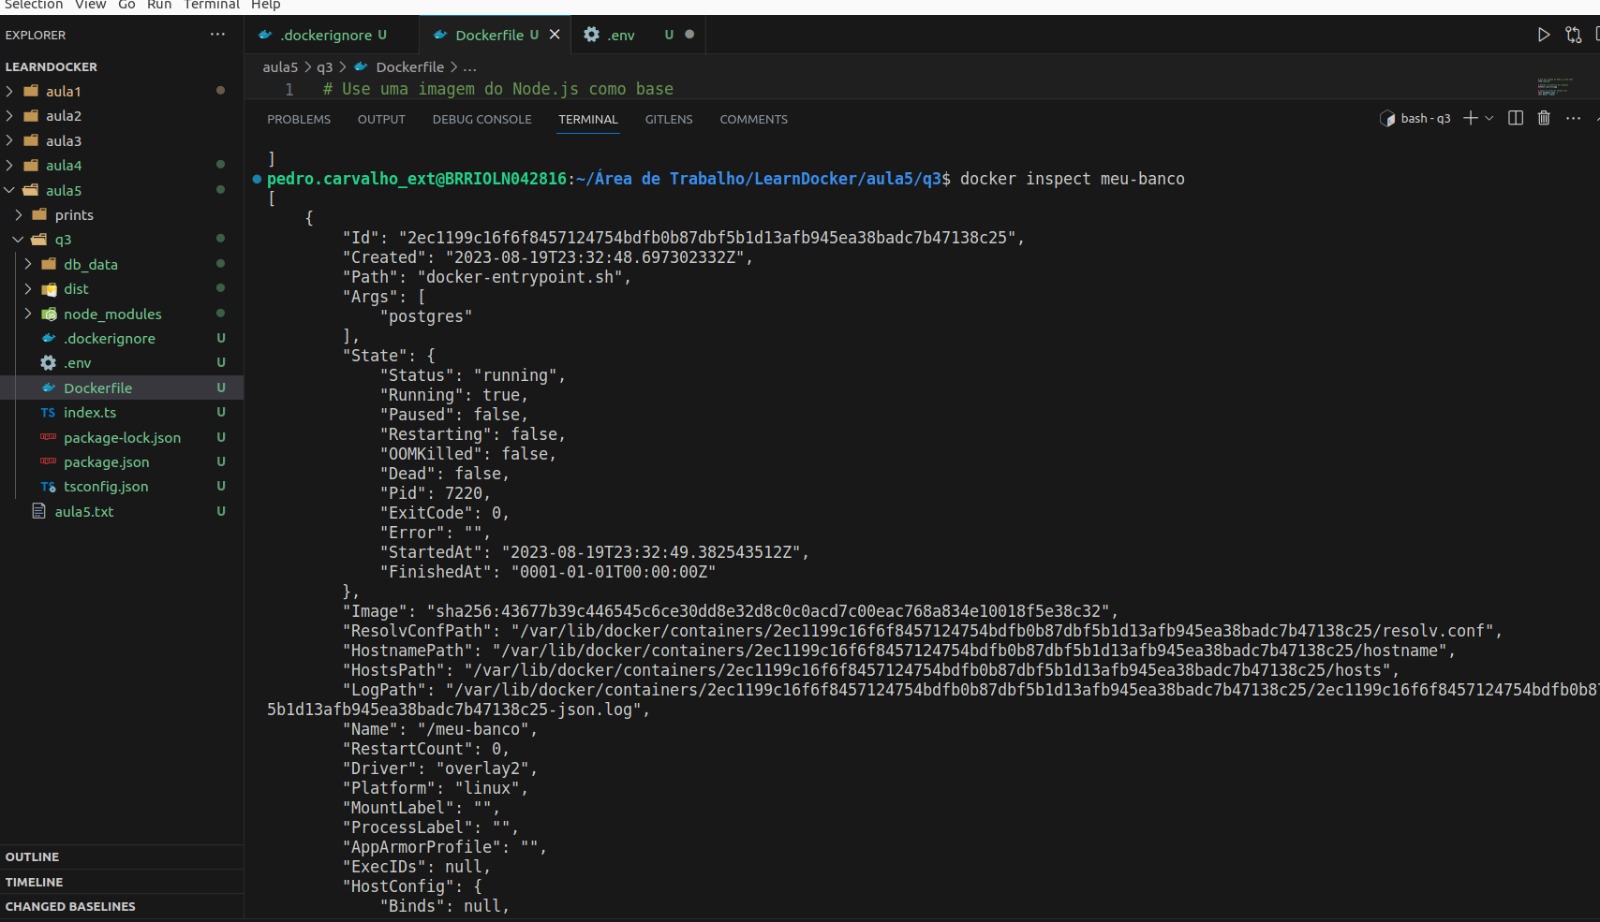 Selection View Go Run Terminal Help
EXPLORER ···
.dockerignore U
Dockerfile U
.env U
LEARNDOCKER
aula5 > q3 > Dockerfile > ...
1 # Use uma imagem do Node.js como base
aula1
aula2
aula3
aula4
aula5
prints
q3
db_data
dist
node_modules
.dockerignore U
.env U
Dockerfile U
TS index.ts U
package-lock.json U
package.json U
TS tsconfig.json U
aula5.txt U
OUTLINE
TIMELINE
CHANGED BASELINES
PROBLEMS OUTPUT DEBUG CONSOLE TERMINAL GITLENS COMMENTS
bash - q3
]
pedro.carvalho_ext@BRRIOLN042816:~/Área de Trabalho/LearnDocker/aula5/q3$ docker inspect meu-banco
[
{
"Id": "2ec1199c16f6f8457124754bdfb0b87dbf5b1d13afb945ea38badc7b47138c25",
"Created": "2023-08-19T23:32:48.697302332Z",
"Path": "docker-entrypoint.sh",
"Args": [
"postgres"
],
"State": {
"Status": "running",
"Running": true,
"Paused": false,
"Restarting": false,
"OOMKilled": false,
"Dead": false,
"Pid": 7220,
"ExitCode": 0,
"Error": "",
"StartedAt": "2023-08-19T23:32:49.382543512Z",
"FinishedAt": "0001-01-01T00:00:00Z"
},
"Image": "sha256:43677b39c446545c6ce30dd8e32d8c0c0acd7c00eac768a834e10018f5e38c32",
"ResolvConfPath": "/var/lib/docker/containers/2ec1199c16f6f8457124754bdfb0b87dbf5b1d13afb945ea38badc7b47138c25/resolv.conf",
"HostnamePath": "/var/lib/docker/containers/2ec1199c16f6f8457124754bdfb0b87dbf5b1d13afb945ea38badc7b47138c25/hostname",
"HostsPath": "/var/lib/docker/containers/2ec1199c16f6f8457124754bdfb0b87dbf5b1d13afb945ea38badc7b47138c25/hosts",
"LogPath": "/var/lib/docker/containers/2ec1199c16f6f8457124754bdfb0b87dbf5b1d13afb945ea38badc7b47138c25/2ec1199c16f6f8457124754bdfb0b8
5b1d13afb945ea38badc7b47138c25-json.log",
"Name": "/meu-banco",
"RestartCount": 0,
"Driver": "overlay2",
"Platform": "linux",
"MountLabel": "",
"ProcessLabel": "",
"AppArmorProfile": "",
"ExecIDs": null,
"HostConfig": {
"Binds": null,